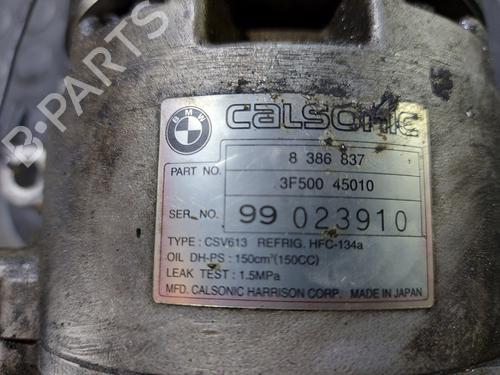 BMW
CALSONIC
8 386 837
PART NO.
3F500 45010
SER.NO. 99 023910
TYPE : CSV613 REFRIG. HFC-134a
OIL DH-PS : 150cm³(150CC)
LEAK TEST : 1.5MPa
MFD. CALSONIC HARRISON CORP. MADE IN JAPAN
B-PARTS